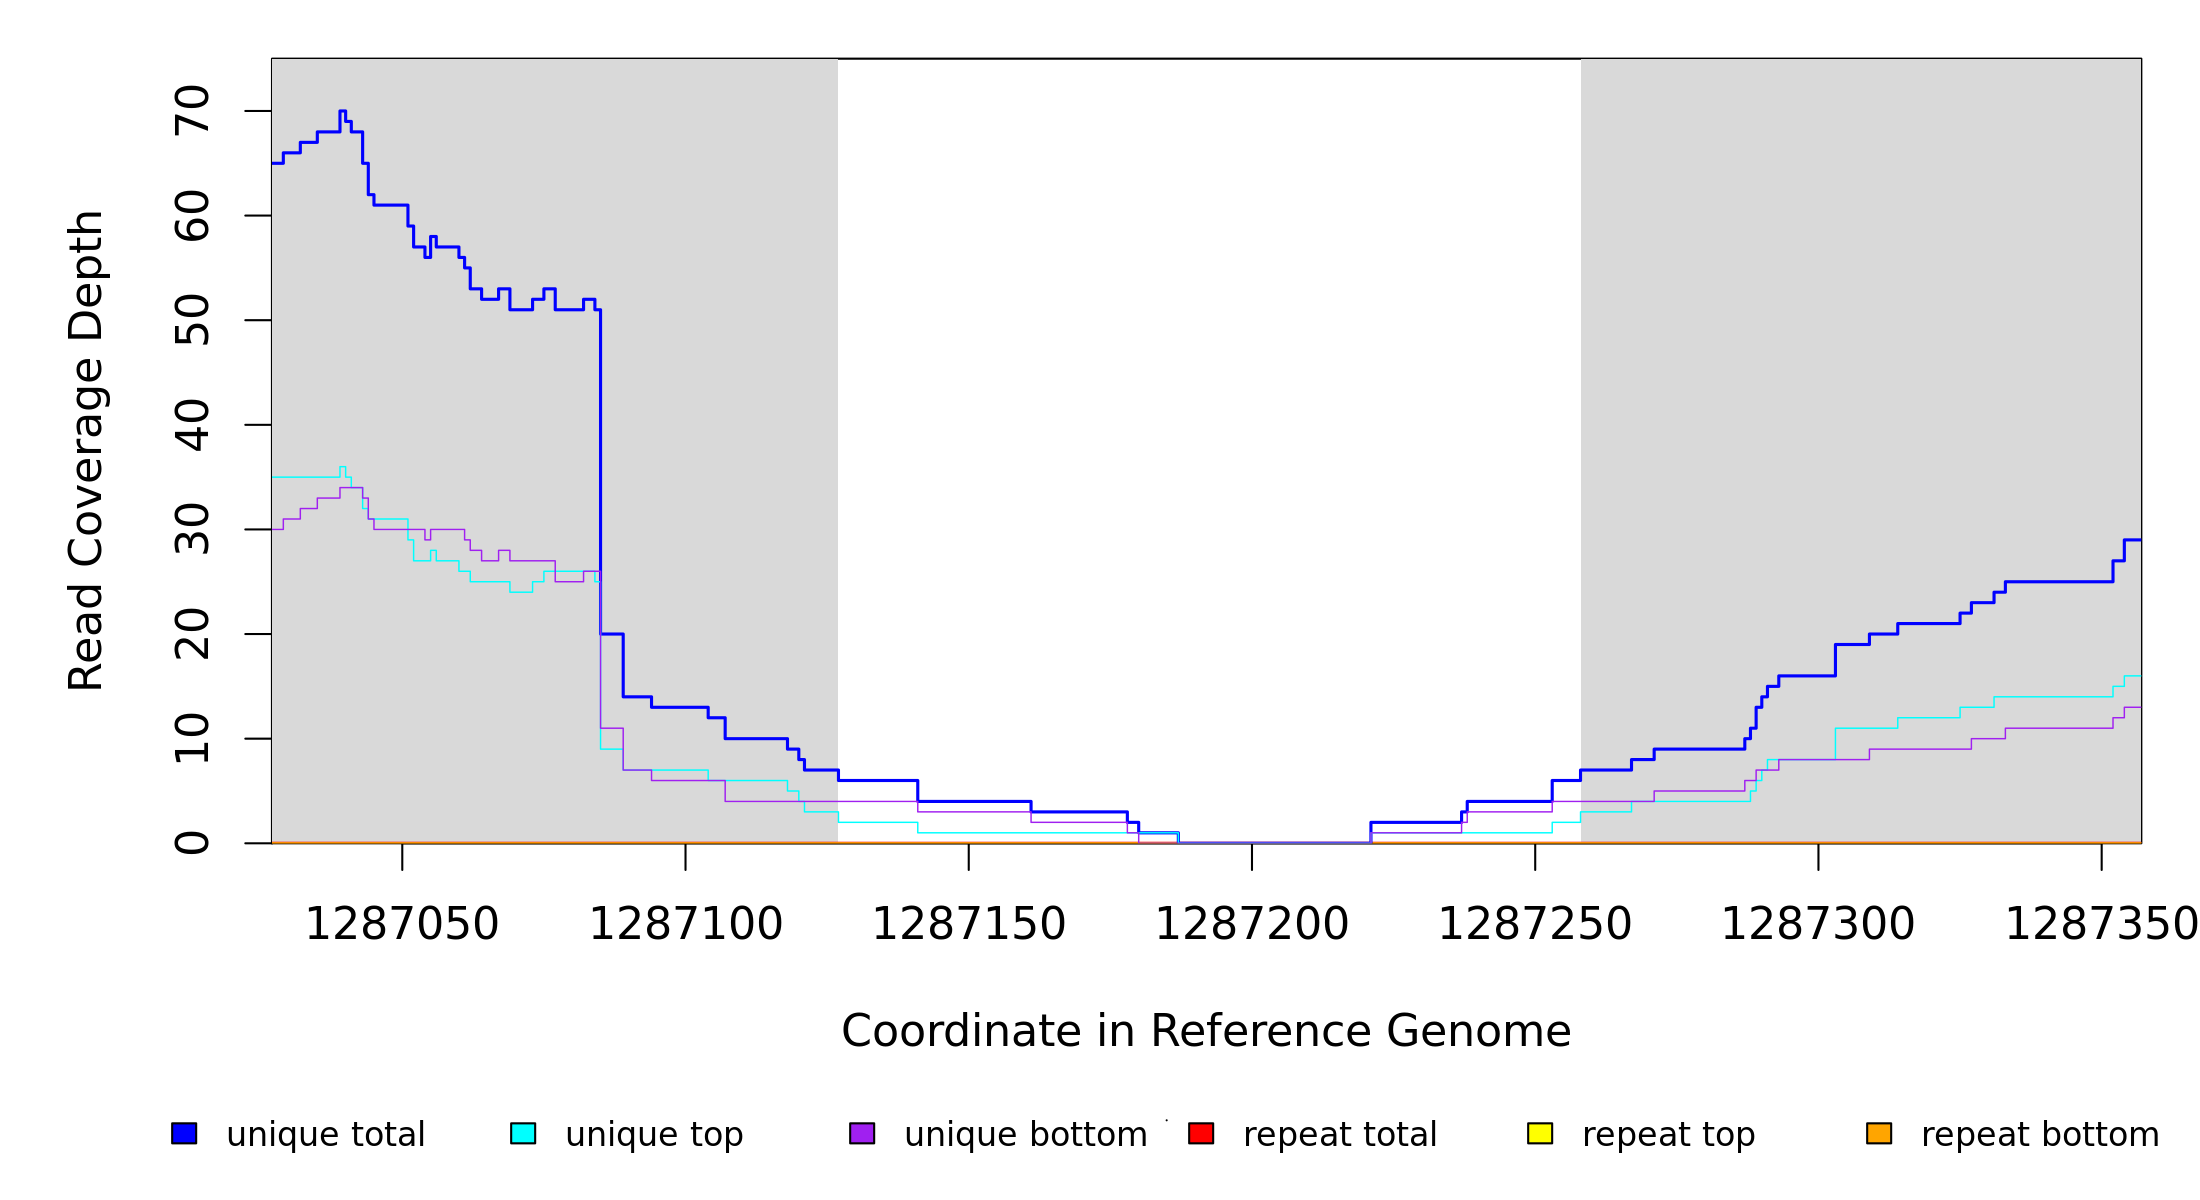 Read Coverage Depth
70
60
50
40
30
20
10
0
1287050 1287100 1287150 1287200 1287250 1287300 1287350
Coordinate in Reference Genome
unique total unique top unique bottom repeat total repeat top repeat bottom